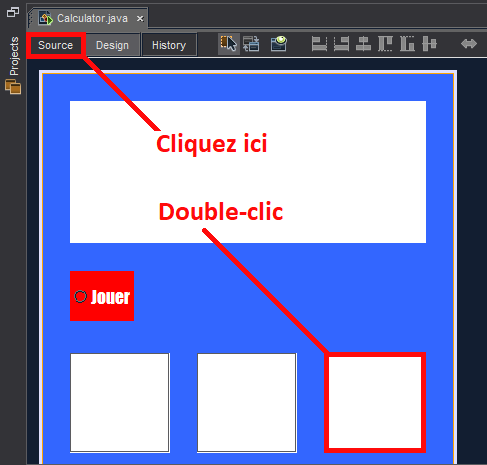 Calculator.java
Source Design History
Projects
Cliquez ici
Double-clic
Jouer